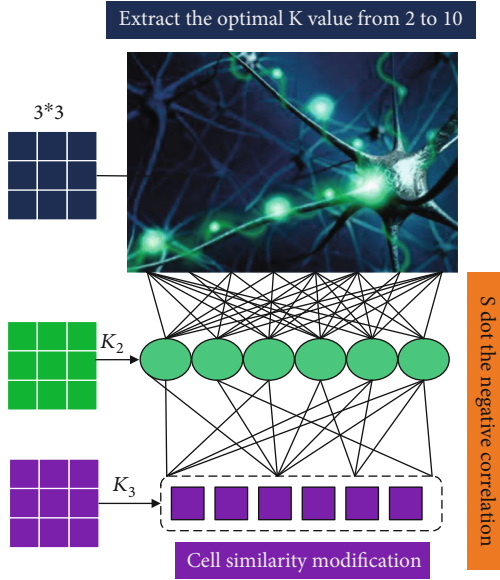 Extract the optimal K value from 2 to 10
3*3
K2
S dot the negative correlation
K3
Cell similarity modification